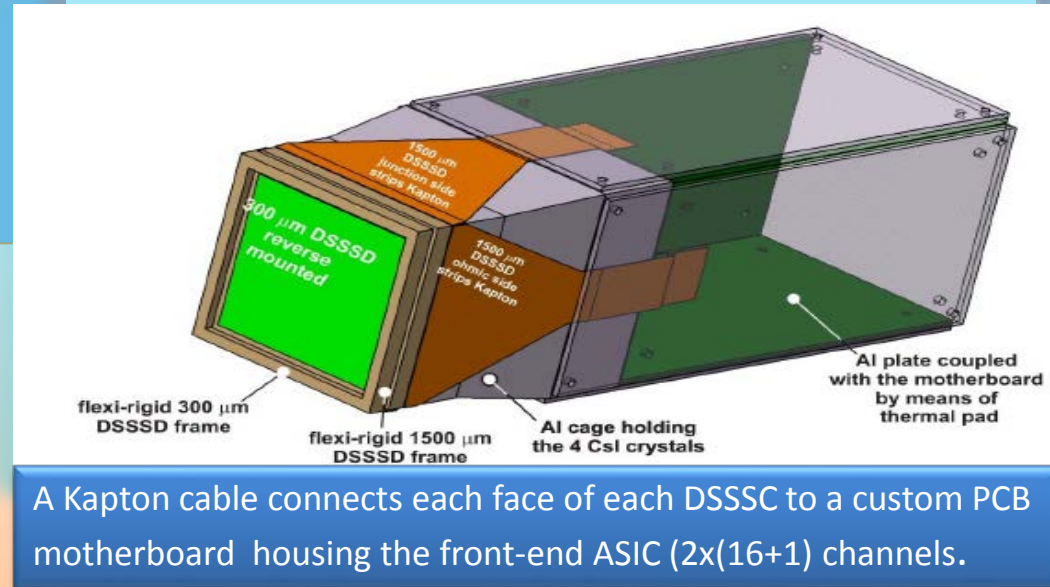 1500 μm
DSSSD
junction side
strips Kapton
300 μm DSSSD
reverse
mounted
1500 μm
DSSSD
ohmic side
strips Kapton
flexi-rigid 300 μm
DSSSD frame
flexi-rigid 1500 μm
DSSSD frame
Al cage holding
the 4 CsI crystals
Al plate coupled
with the motherboard
by means of
thermal pad
A Kapton cable connects each face of each DSSSC to a custom PCB
motherboard housing the front-end ASIC (2x(16+1) channels.